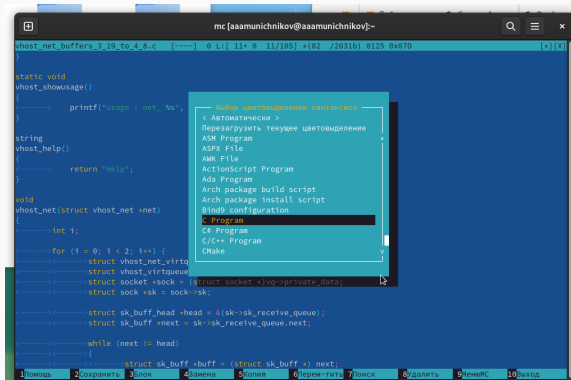 mc [aaamunichnikov@aaamunichnikov]:~
vhost_net_buffers_3_19_to_4_8.c [----] 0 L:[ 11+ 0 11/105] *(82 /2031b) 0125 0x07D [*][X]
}
static void
vhost_showusage()
{
<------>printf("usage : net_ %s",
}
string
vhost_help()
{
<------>return "Help";
}
void
vhost_net(struct vhost_net *net)
{
<------>int i;
<------>for (i = 0; i < 2; i++) {
<------><------>struct vhost_net_virtq
<------><------>struct vhost_virtqueue
<------><------>struct socket *sock = (struct socket *)vq->private_data;
<------><------>struct sock *sk = sock->sk;
<------><------>struct sk_buff_head *head = &(sk->sk_receive_queue);
<------><------>struct sk_buff *next = sk->sk_receive_queue.next;
<------><------>while (next != head)
<------><------>{
<------><------><------>struct sk_buff *buff = (struct sk_buff *) next;
Выбор цветовыделения синтаксиса
< Автоматически >
Перезагрузить текущее цветовыделение
ASM Program
ASPX File
AWK File
ActionScript Program
Ada Program
Arch package build script
Arch package install script
Bind9 configuration
C Program
C# Program
C/C++ Program
CMake
1Помощь 2Сохранить 3Блок 4Замена 5Копия 6Перем~тить 7Поиск 8Удалить 9МенюMC 10Выход